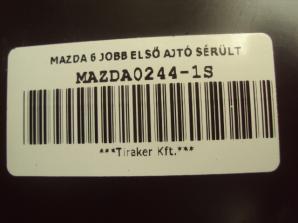 MAZDA 6 JOBB ELSŐ AJTÓ SÉRÜLT
MAZDA0244-1S
***Tiraker Kft.***